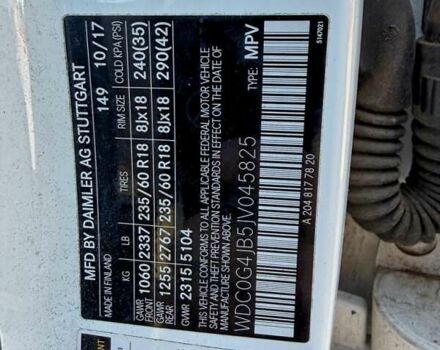 MFD BY DAIMLER AG STUTTGART
MADE IN FINLAND 149 10/17
KG LB TIRES RIM SIZE COLD KPA (PSI)
GAWR FRONT 1060 2337 235/60 R18 8Jx18 240(35)
GAWR REAR 1255 2767 235/60 R18 8Jx18 290(42)
GVWR 2315 5104
THIS VEHICLE CONFORMS TO ALL APPLICABLE FEDERAL MOTOR VEHICLE
SAFETY AND THEFT PREVENTION STANDARDS IN EFFECT ON THE DATE OF
MANUFACTURE SHOWN ABOVE.
TYPE: MPV
WDC0G4JB5JV045825
A 204 817 78 20
5147021